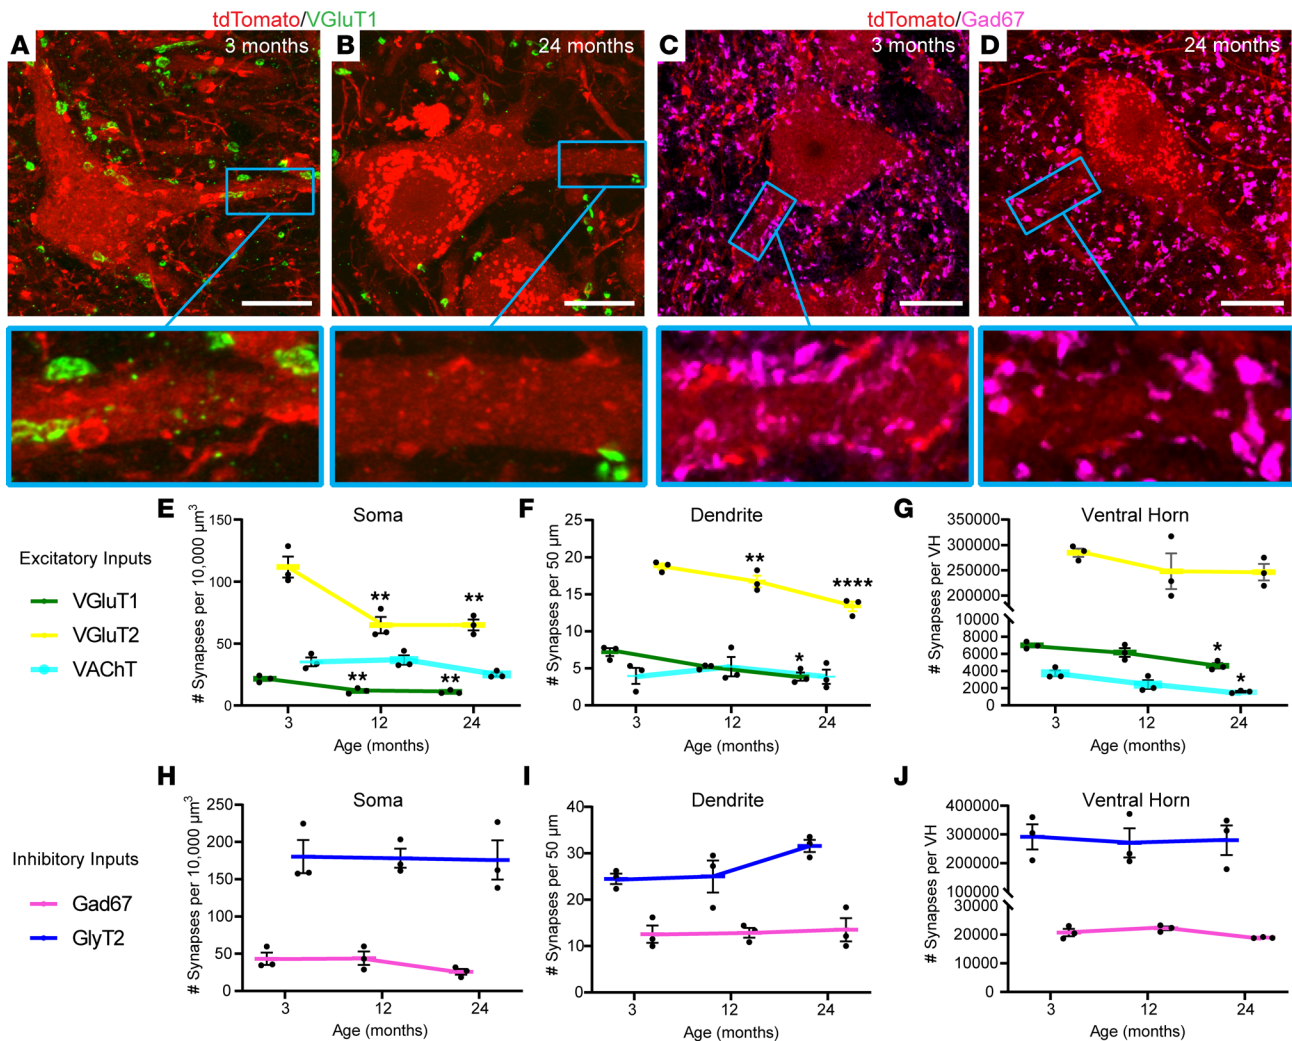 tdTomato/VGluT1
tdTomato/Gad67
A
3 months
B
24 months
C
3 months
D
24 months
Excitatory Inputs
VGluT1
VGluT2
VAChT
E
Soma
# Synapses per 10,000 µm³
150
100
50
0
**
**
**
**
3
12
24
Age (months)
F
Dendrite
# Synapses per 50 µm
25
20
15
10
5
0
**
****
*
3
12
24
Age (months)
G
Ventral Horn
# Synapses per VH
350000
300000
250000
200000
10000
8000
6000
4000
2000
0
*
*
3
12
24
Age (months)
Inhibitory Inputs
Gad67
GlyT2
H
Soma
# Synapses per 10,000 µm³
250
200
150
100
50
0
3
12
24
Age (months)
I
Dendrite
# Synapses per 50 µm
40
30
20
10
0
3
12
24
Age (months)
J
Ventral Horn
# Synapses per VH
400000
300000
200000
100000
30000
20000
10000
0
3
12
24
Age (months)